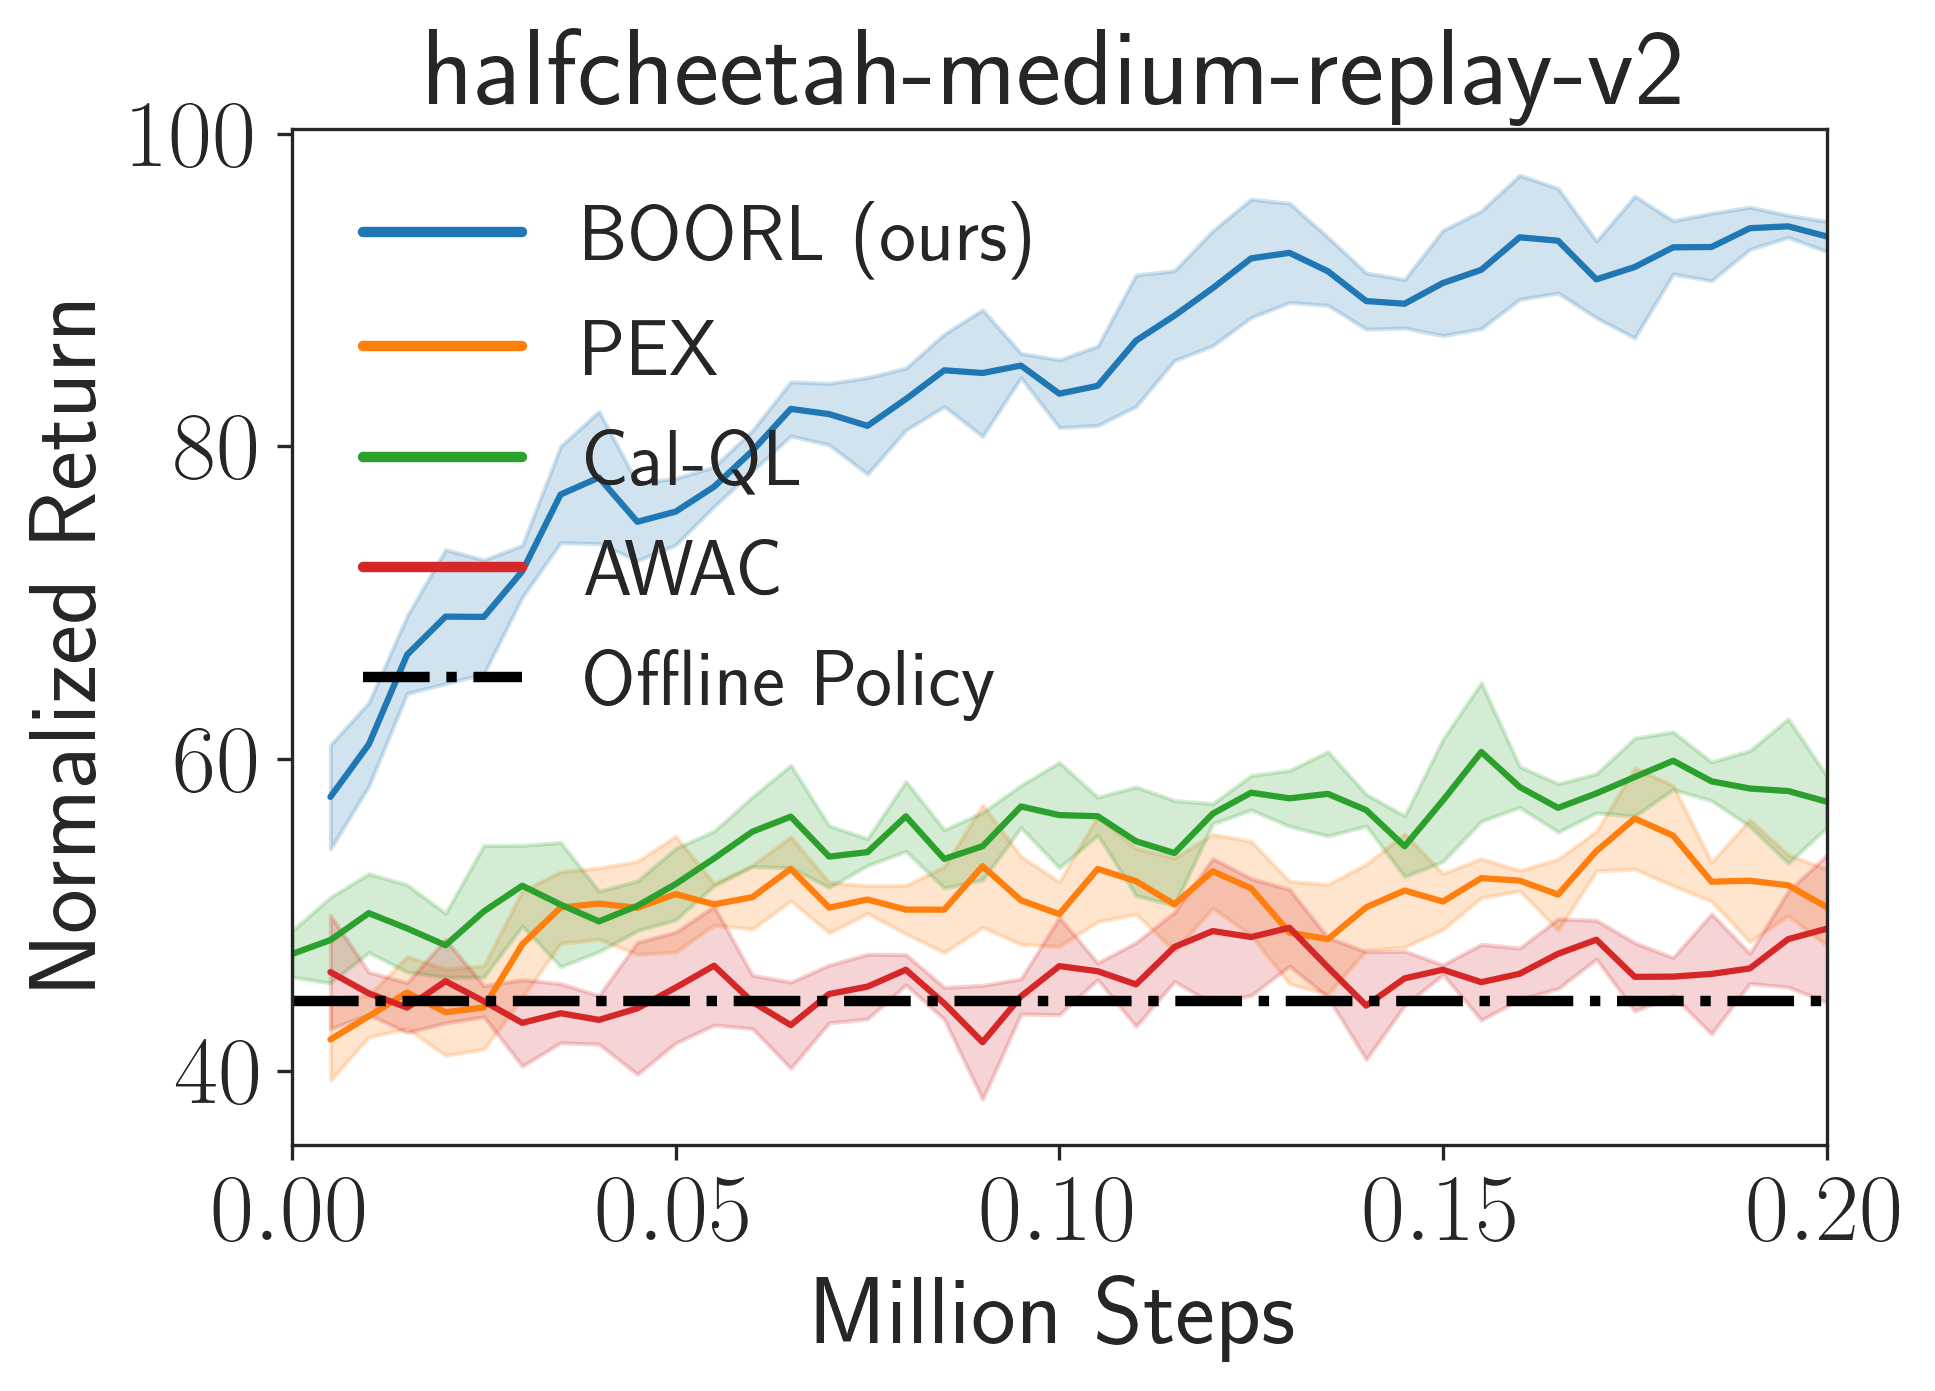 halfcheetah-medium-replay-v2
Normalized Return
100
80
60
40
BOORL (ours)
PEX
Cal-QL
AWAC
Offline Policy
0.00 0.05 0.10 0.15 0.20
Million Steps